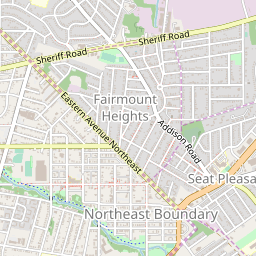 Sheriff Road
Sheriff Road
Fairmount
Heights
Eastern Avenue Northeast
Addison Road
Seat Pleasa
Northeast Boundary